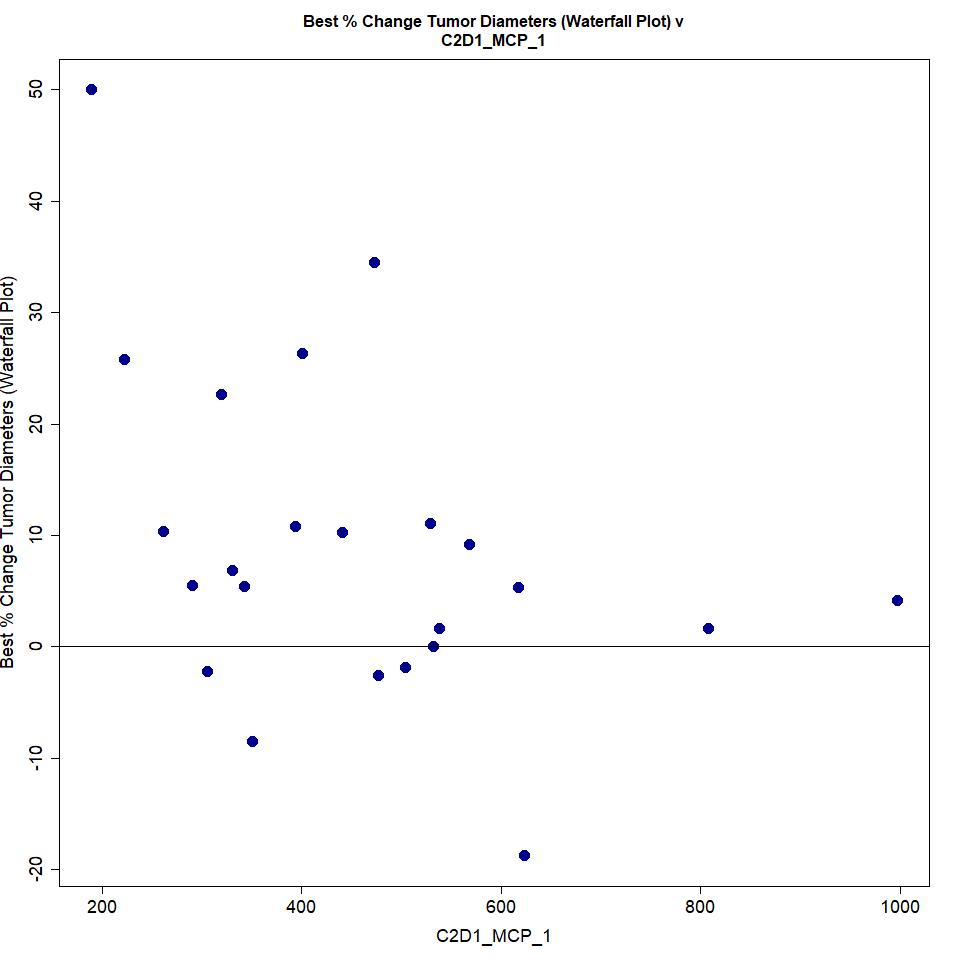 Best % Change Tumor Diameters (Waterfall Plot) v
C2D1_MCP_1
50
40
30
20
10
0
-10
-20
Best % Change Tumor Diameters (Waterfall Plot)
200 400 600 800 1000
C2D1_MCP_1